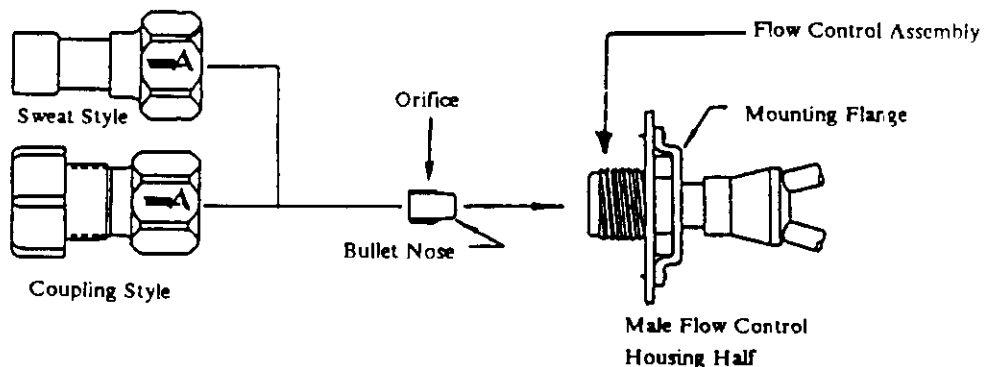 Flow Control Assembly
Sweat Style
Orifice
Mounting Flange
A
A
Bullet Nose
Coupling Style
Male Flow Control
Housing Half